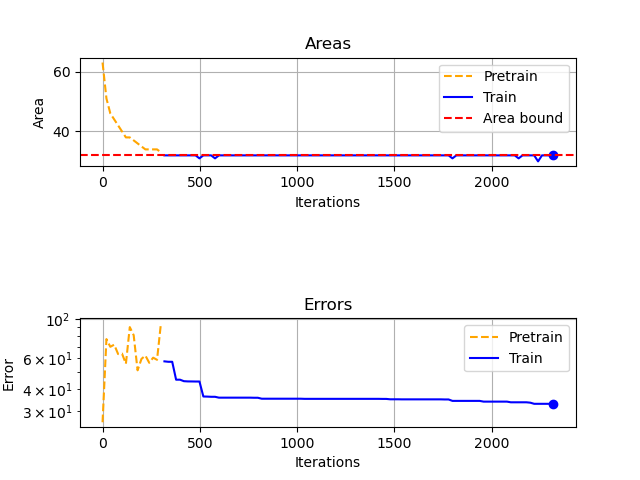 Areas
Pretrain
Train
Area bound
60
40
Area
0
500
1000
1500
2000
Iterations
Errors
Pretrain
Train
10²
6 × 10¹
4 × 10¹
3 × 10¹
Error
0
500
1000
1500
2000
Iterations